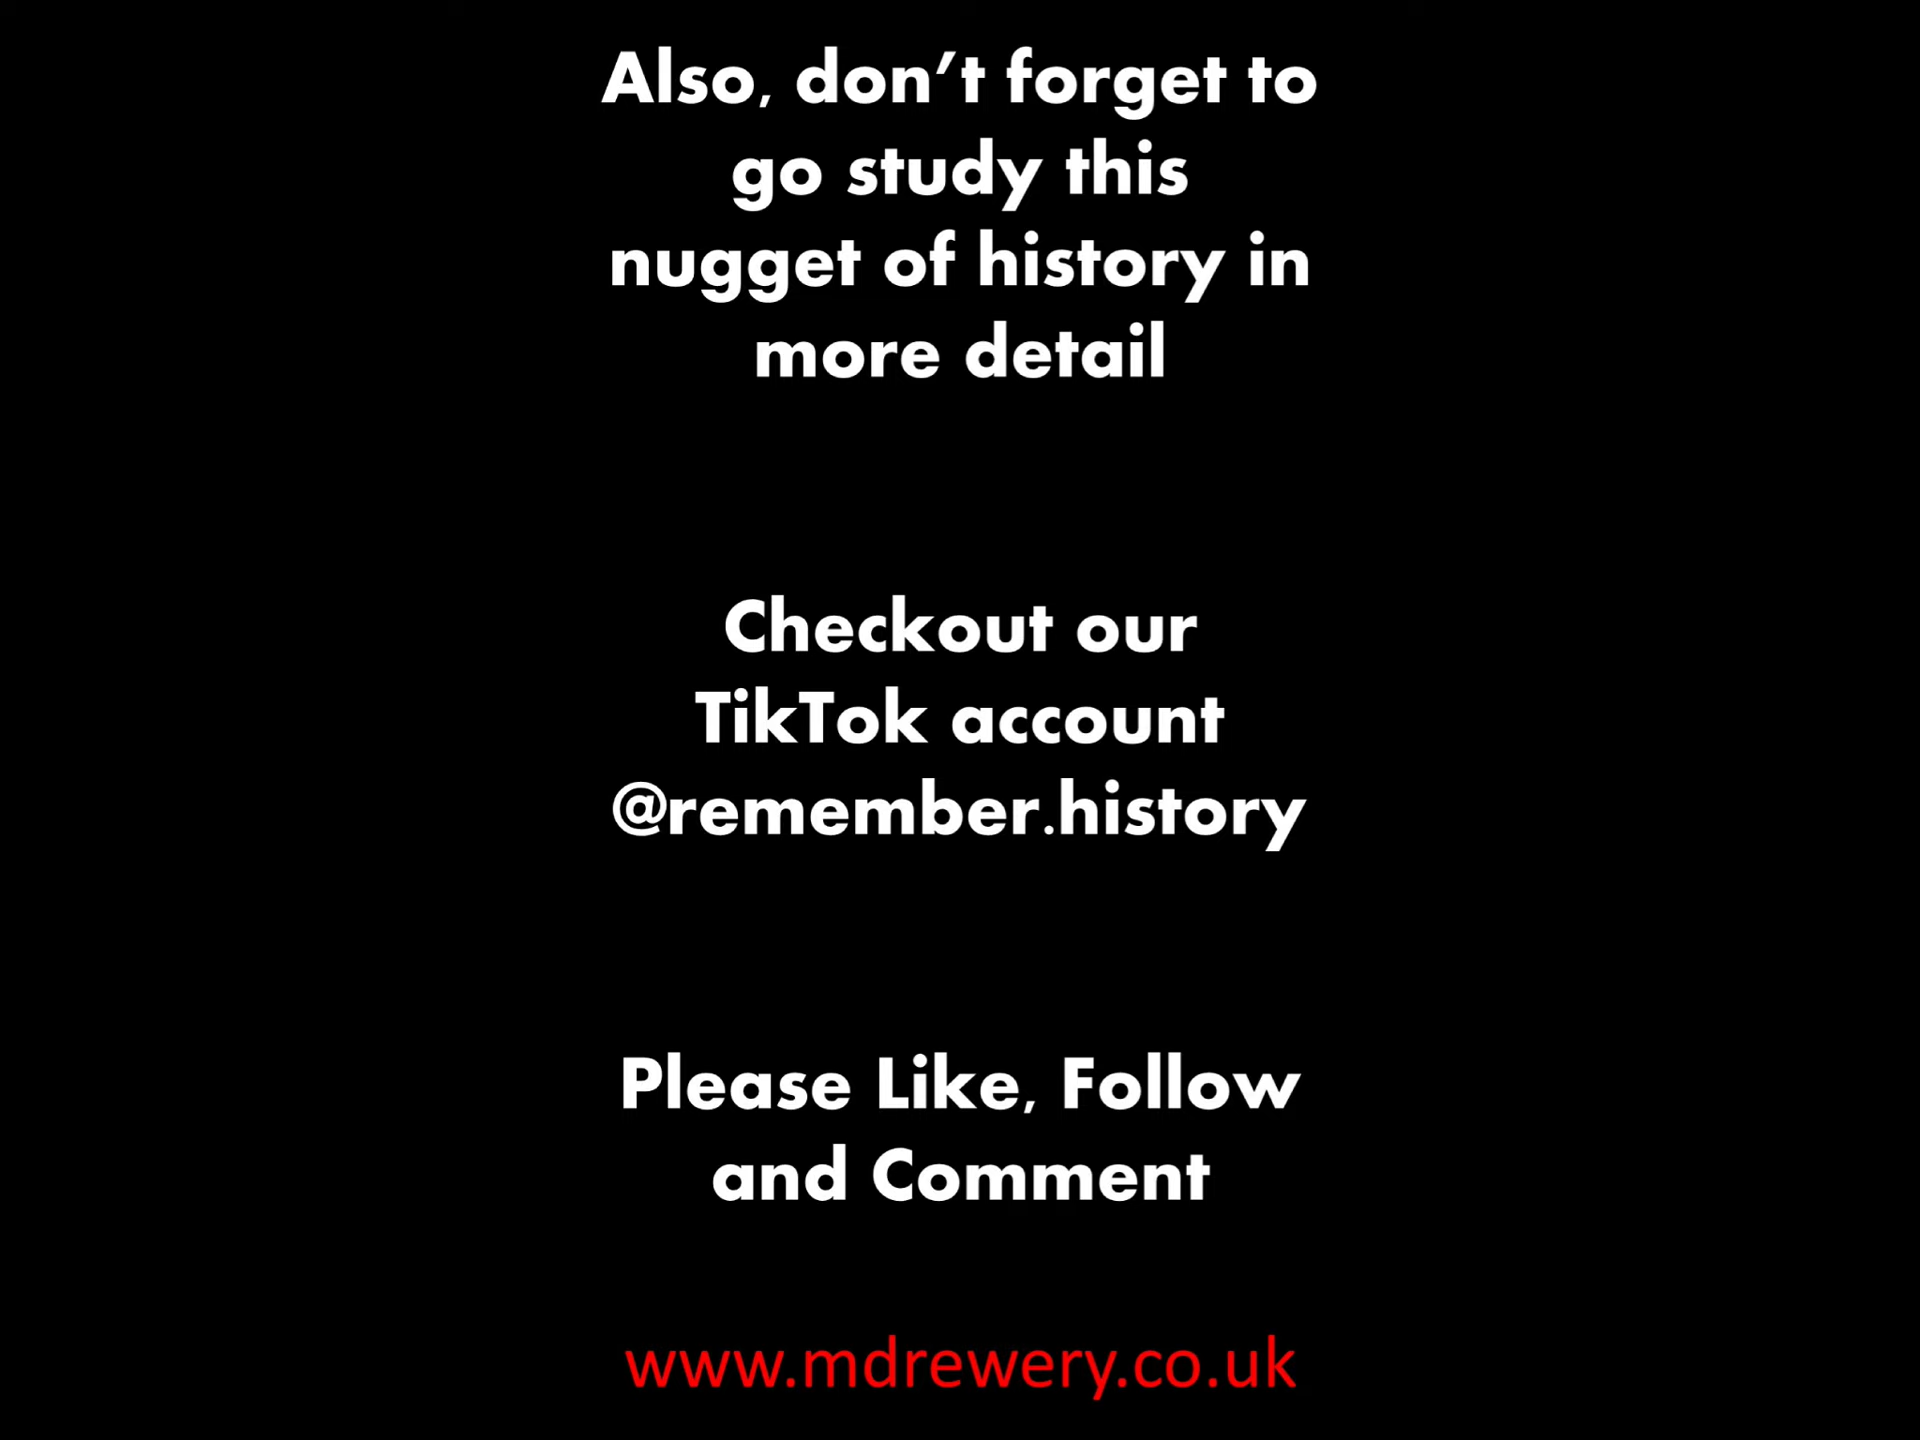 Also, don’t forget to
go study this
nugget of history in
more detail
Checkout our
TikTok account
@remember.history
Please Like, Follow
and Comment
www.mdrewery.co.uk